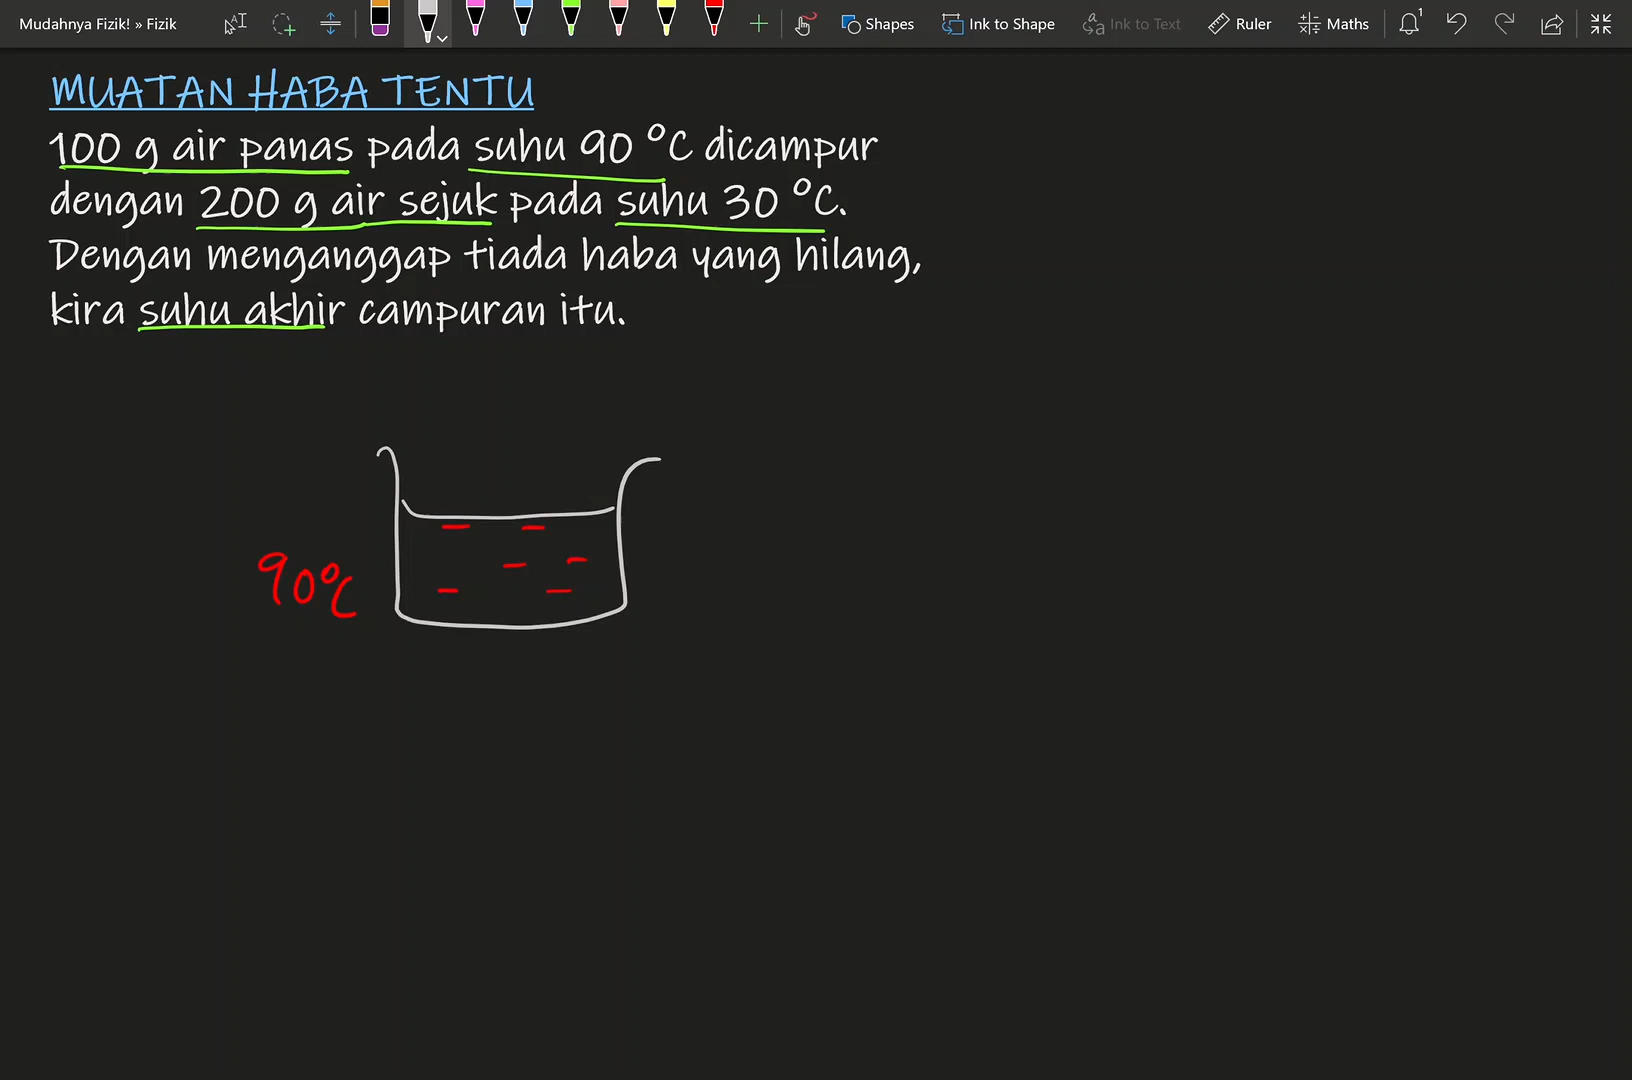 Mudahnya Fizik! » Fizik
Shapes
Ink to Shape
Ink to Text
Ruler
Maths
1
MUATAN HABA TENTU
100 g air panas pada suhu 90 °C dicampur
dengan 200 g air sejuk pada suhu 30 °C.
Dengan menganggap tiada haba yang hilang,
kira suhu akhir campuran itu.
90°C